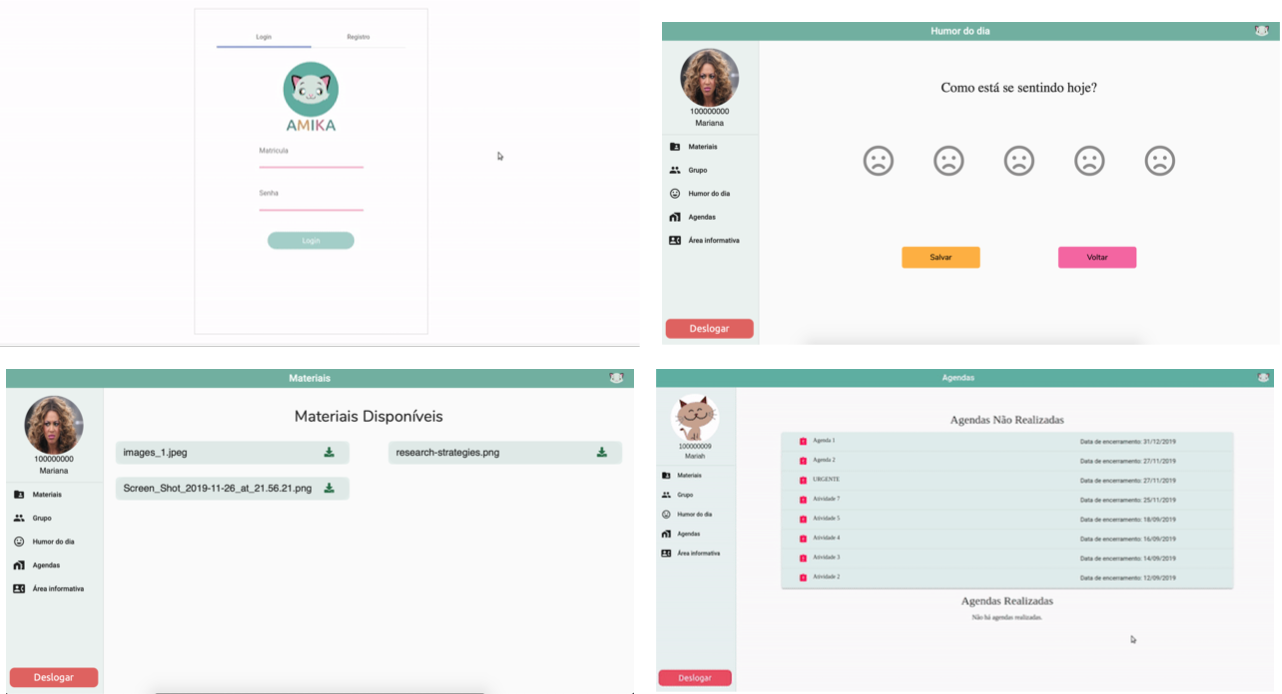 Login Registro
AMIKA
Matricula
Senha
Login
Humor do dia
100000000
Mariana
Materiais
Grupo
Humor do dia
Agendas
Área informativa
Deslogar
Como está se sentindo hoje?
Salvar Voltar
Materiais
100000000
Mariana
Materiais
Grupo
Humor do dia
Agendas
Área informativa
Deslogar
Materiais Disponíveis
images_1.jpeg research-strategies.png
Screen_Shot_2019-11-26_at_21.56.21.png
Agendas
100000009
Mariah
Materiais
Grupo
Humor do dia
Agendas
Área informativa
Deslogar
Agendas Não Realizadas
Agenda 1 Data de encerramento: 31/12/2019
Agenda 2 Data de encerramento: 27/11/2019
URGENTE Data de encerramento: 27/11/2019
Atividade 7 Data de encerramento: 25/11/2019
Atividade 5 Data de encerramento: 18/09/2019
Atividade 4 Data de encerramento: 16/09/2019
Atividade 3 Data de encerramento: 14/09/2019
Atividade 2 Data de encerramento: 12/09/2019
Agendas Realizadas
Não há agendas realizadas.